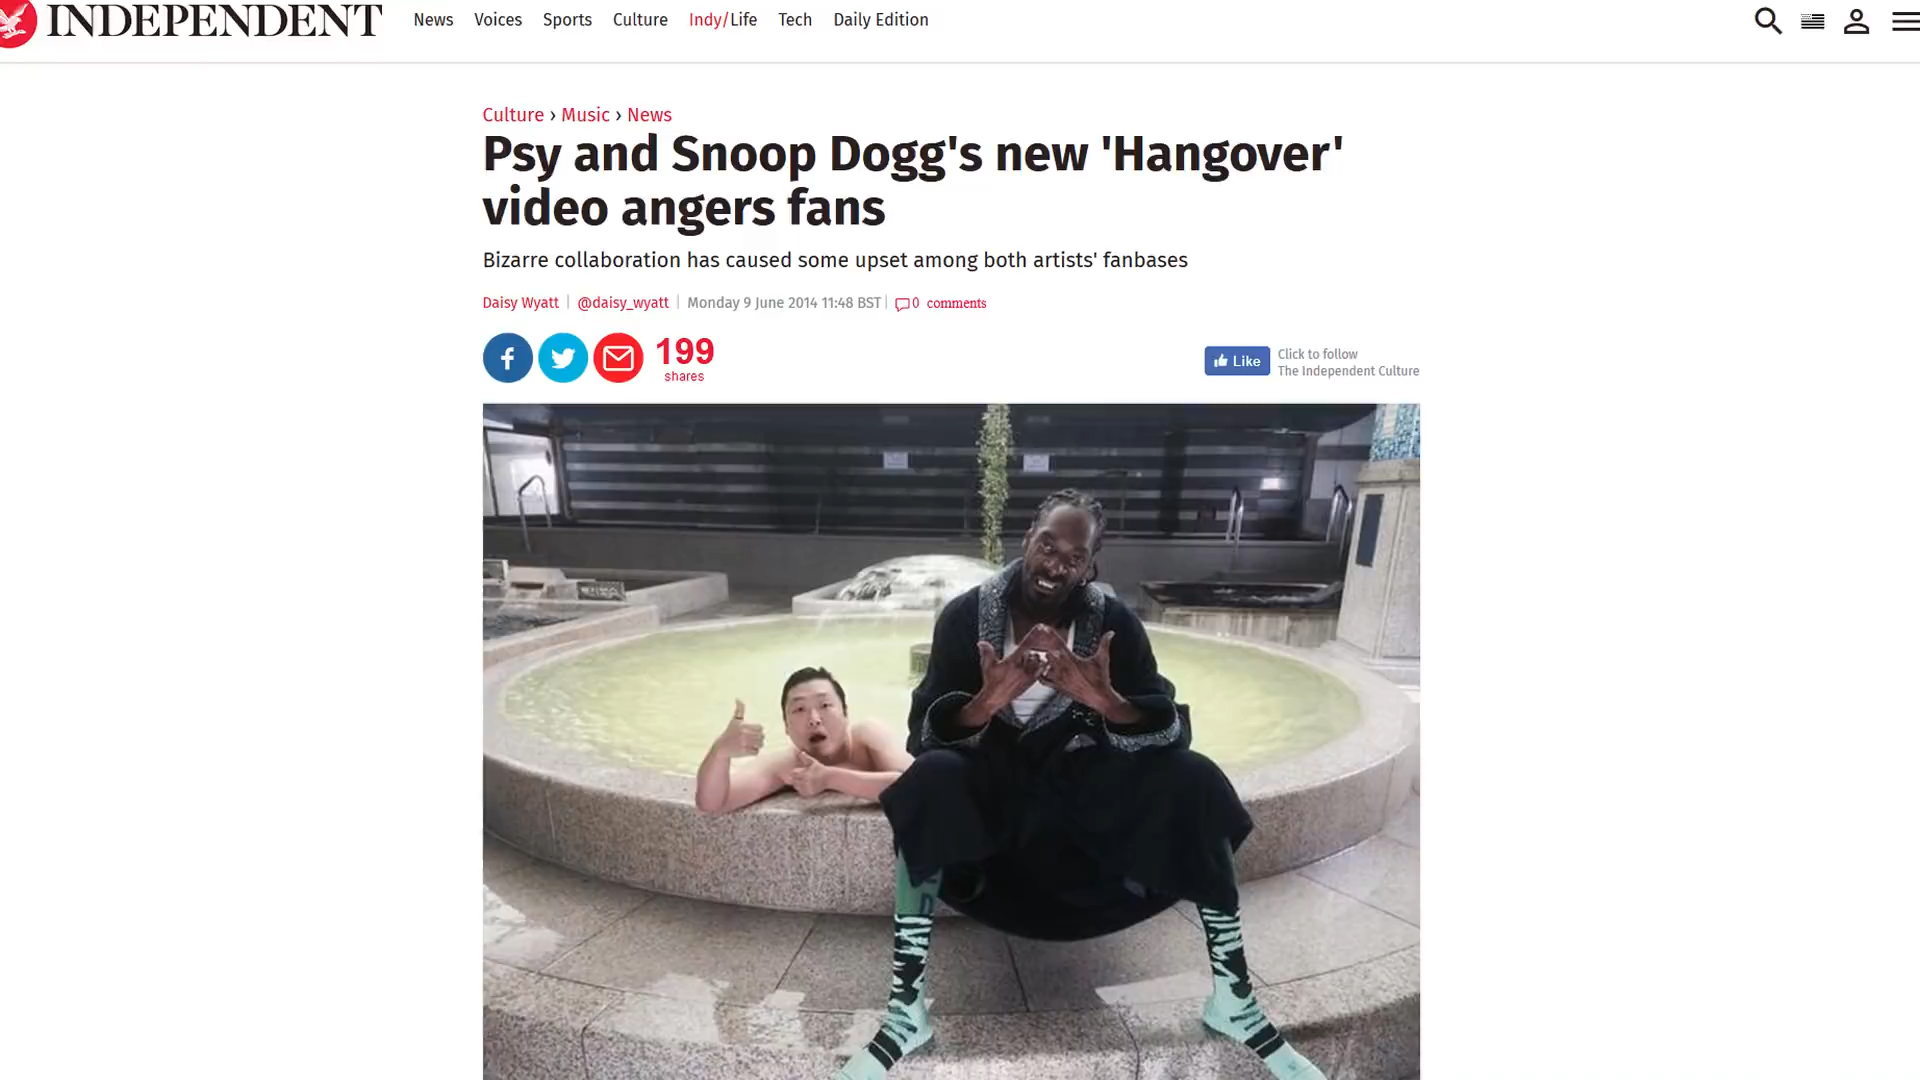 INDEPENDENT
News Voices Sports Culture Indy/Life Tech Daily Edition
Culture › Music › News
Psy and Snoop Dogg's new 'Hangover'
video angers fans
Bizarre collaboration has caused some upset among both artists' fanbases
Daisy Wyatt | @daisy_wyatt | Monday 9 June 2014 11:48 BST | 0 comments
199
shares
Like
Click to follow
The Independent Culture